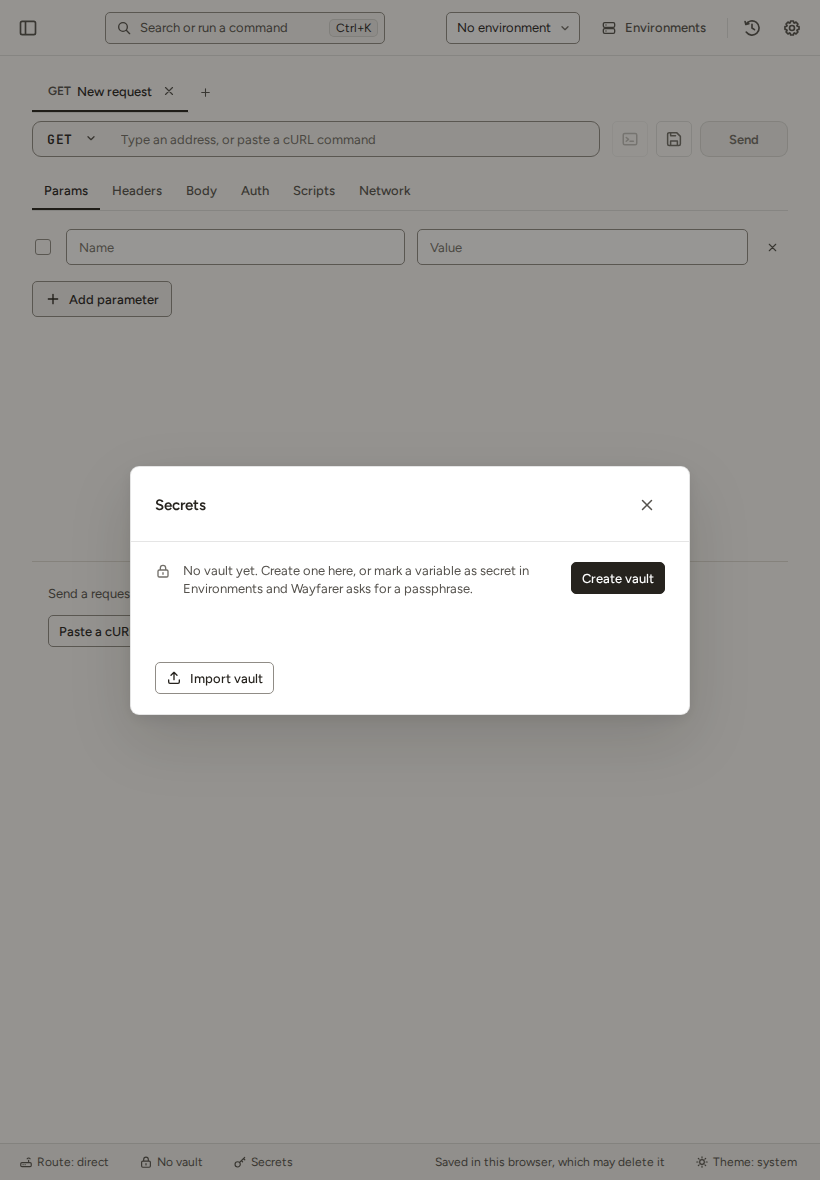 Search or run a command Ctrl+K No environment Environments
GET New request
GET Type an address, or paste a cURL command Send
Params Headers Body Auth Scripts Network
Name Value
Add parameter
Secrets
No vault yet. Create one here, or mark a variable as secret in
Environments and Wayfarer asks for a passphrase.
Create vault
Send a reques
Paste a cUR
Import vault
Route: direct No vault Secrets Saved in this browser, which may delete it Theme: system